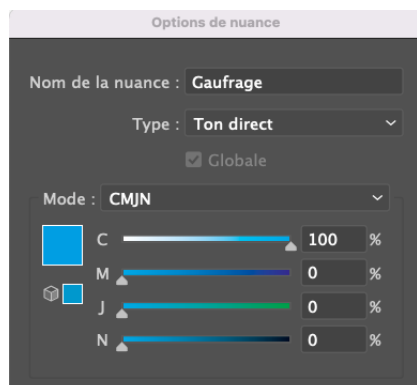 Options de nuance
Nom de la nuance : Gaufrage
Type : Ton direct
Globale
Mode : CMJN
C 100 %
M 0 %
J 0 %
N 0 %